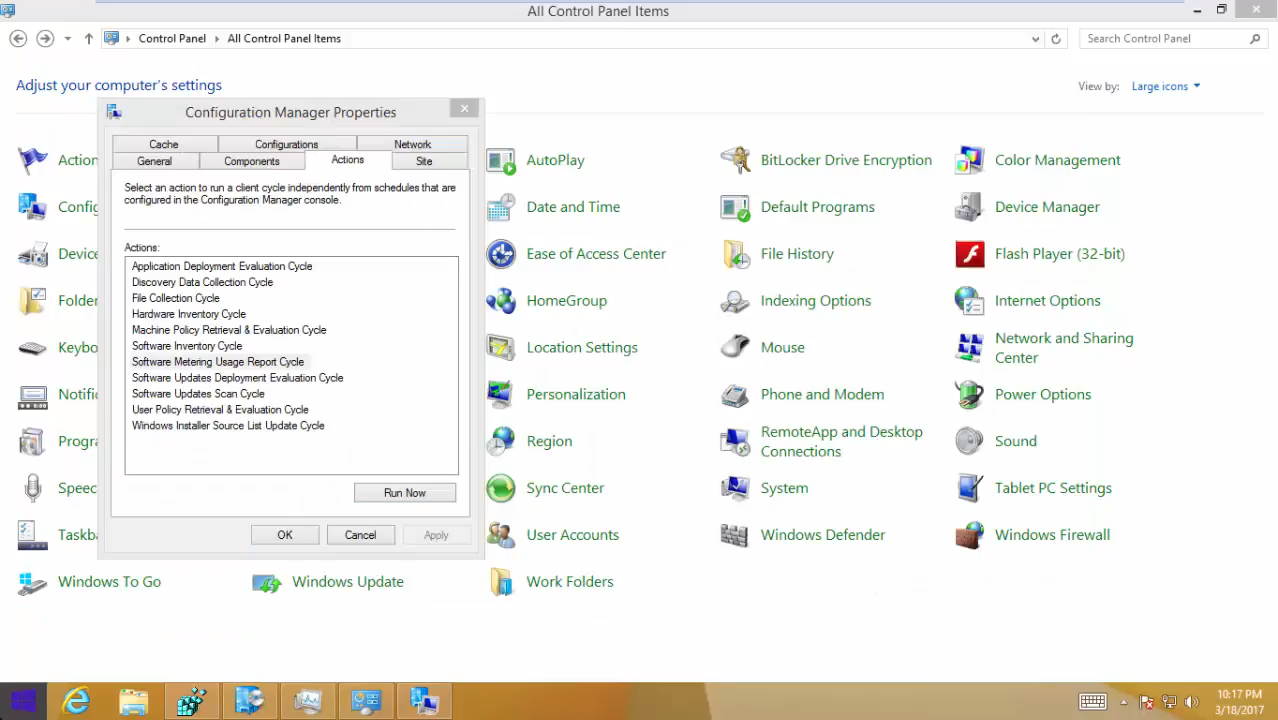 All Control Panel Items
Control Panel
All Control Panel Items
Search Control Panel
Adjust your computer's settings
View by:
Large icons
Configuration Manager Properties
Cache
Configurations
Network
General
Components
Actions
Site
Select an action to run a client cycle independently from schedules that are
configured in the Configuration Manager console.
Actions:
Application Deployment Evaluation Cycle
Discovery Data Collection Cycle
File Collection Cycle
Hardware Inventory Cycle
Machine Policy Retrieval & Evaluation Cycle
Software Inventory Cycle
Software Metering Usage Report Cycle
Software Updates Deployment Evaluation Cycle
Software Updates Scan Cycle
User Policy Retrieval & Evaluation Cycle
Windows Installer Source List Update Cycle
Run Now
OK
Cancel
Apply
Action
Config
Device
Folder
Keybo
Notifi
Progra
Speec
Taskba
AutoPlay
BitLocker Drive Encryption
Color Management
Date and Time
Default Programs
Device Manager
Ease of Access Center
File History
Flash Player (32-bit)
HomeGroup
Indexing Options
Internet Options
Location Settings
Mouse
Network and Sharing
Center
Personalization
Phone and Modem
Power Options
Region
RemoteApp and Desktop
Connections
Sound
Sync Center
System
Tablet PC Settings
User Accounts
Windows Defender
Windows Firewall
Windows To Go
Windows Update
Work Folders
10:17 PM
3/18/2017